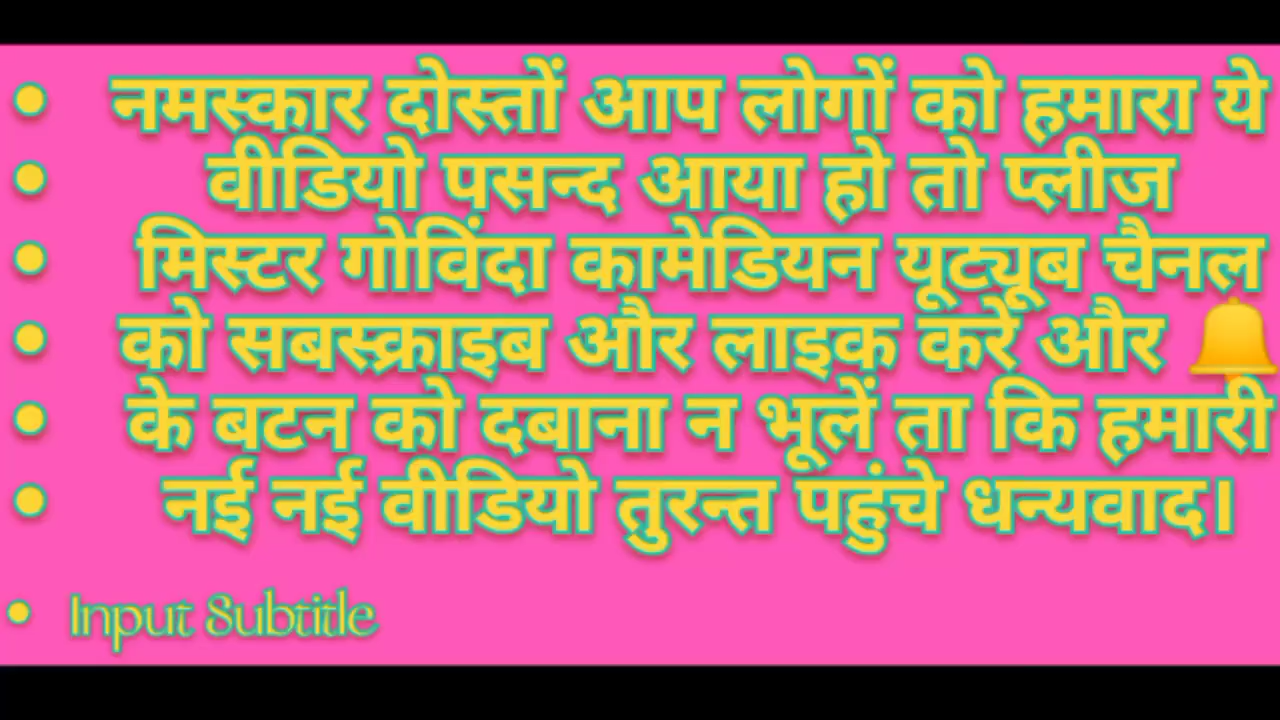 • नमस्कार दोस्तों आप लोगों को हमारा ये
• वीडियो पसन्द आया हो तो प्लीज
• मिस्टर गोविंदा कामेडियन यूट्यूब चैनल
• को सबस्क्राइब और लाइक करें और 🔔
• के बटन को दबाना न भूलें ता कि हमारी
• नई नई वीडियो तुरन्त पहुंचे धन्यवाद।
• Input Subtitle